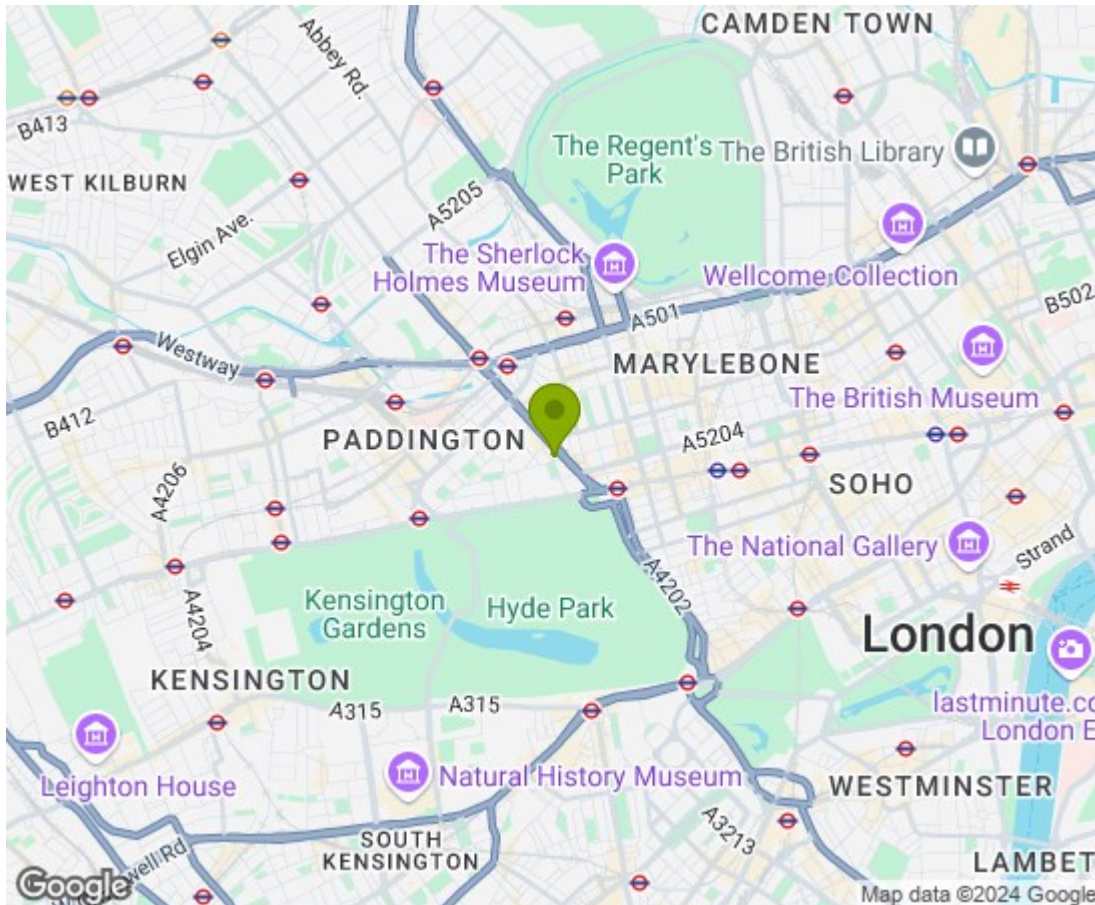 CAMDEN TOWN
Abbey Rd.
B413
The Regent's
Park
The British Library
WEST KILBURN
A5205
Elgin Ave.
The Sherlock
Holmes Museum
Wellcome Collection
B502
A501
Westway
MARYLEBONE
The British Museum
B412
PADDINGTON
A5204
A4206
SOHO
The National Gallery
Strand
A4202
Kensington
Gardens
Hyde Park
A4204
London
KENSINGTON
A315
A315
lastminute.co
London E
Leighton House
Natural History Museum
WESTMINSTER
A3213
SOUTH
KENSINGTON
well Rd
LAMBET
Google
Map data ©2024 Google